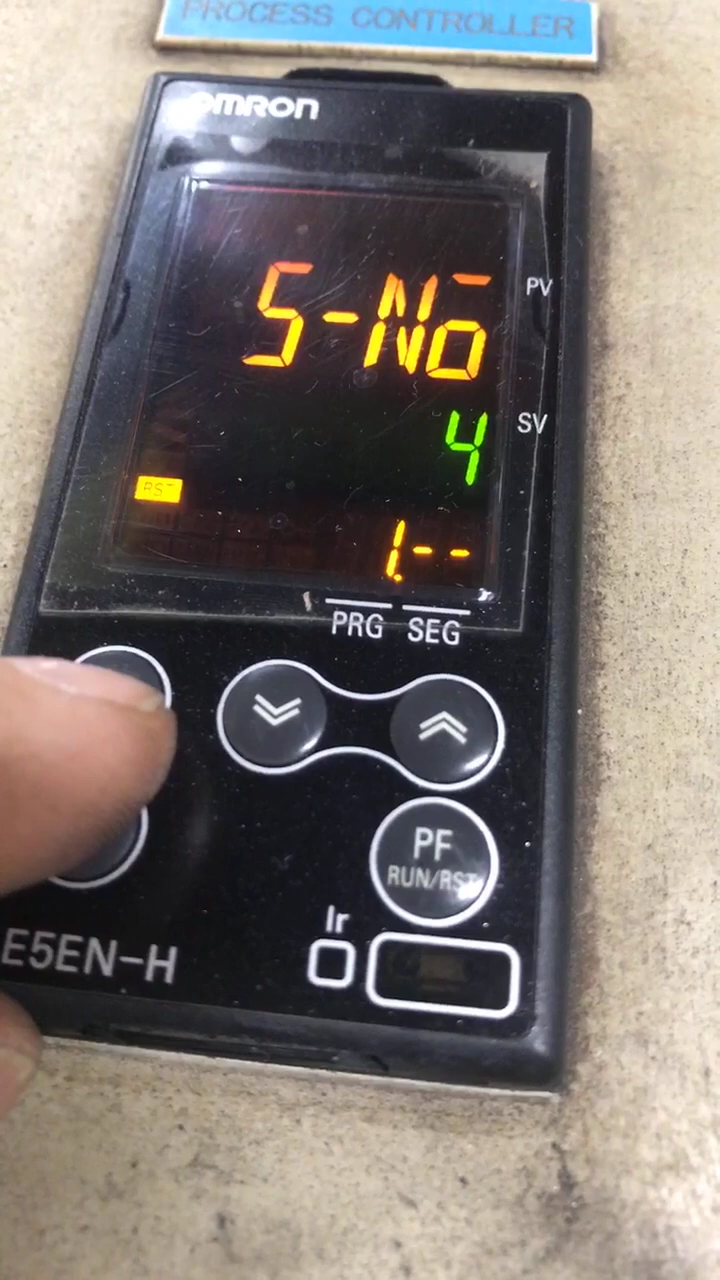 PROCESS CONTROLLER
OMRON
S-No
PV
4
SV
RST
1.--
PRG SEG
PF
RUN/RST
Ir
E5EN-H